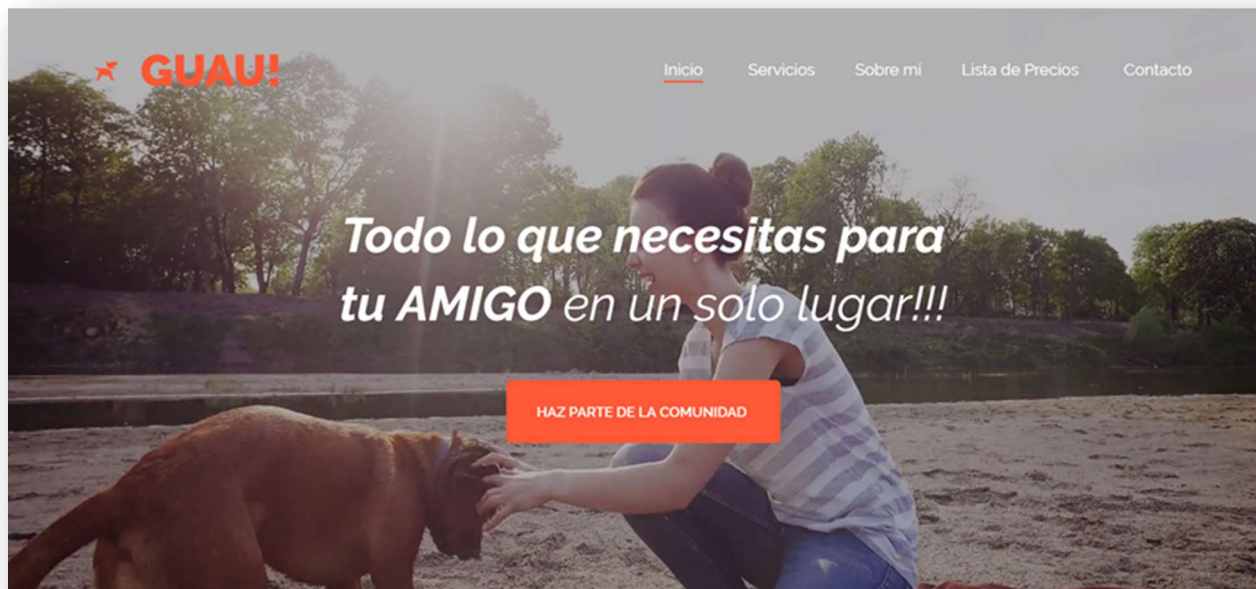 GUAU!
Inicio Servicios Sobre mí Lista de Precios Contacto
Todo lo que necesitas para
tu AMIGO en un solo lugar!!!
HAZ PARTE DE LA COMUNIDAD